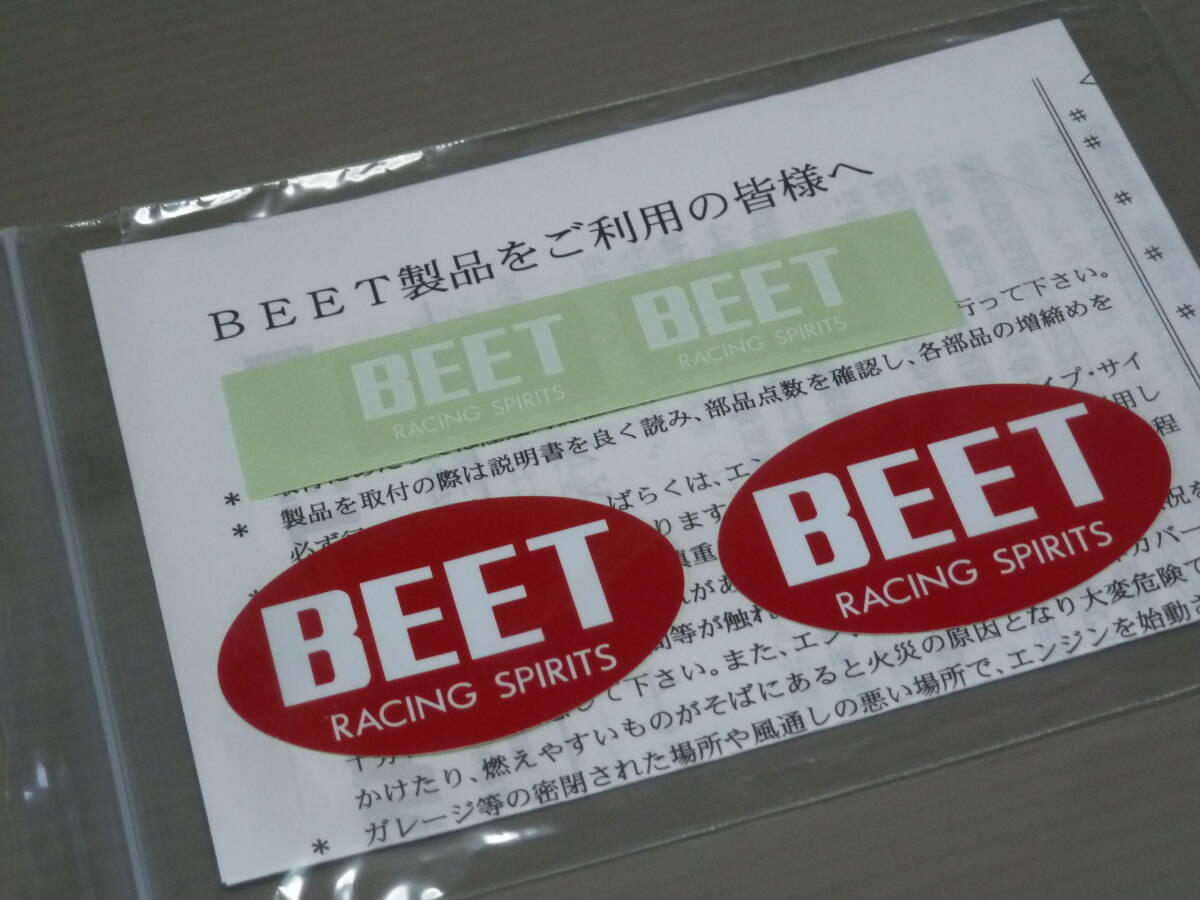 BEET製品をご利用の皆様へ
BEET
RACING SPIRITS
BEET
RACING SPIRITS
行って下さい。
* 製品を取付の際は説明書を良く読み、部品点数を確認し、各部品の増締めを
* 必ず
ばらくは、エン
イプ・サイ
ります
用し
程
BEET
RACING SPIRITS
BEET
RACING SPIRITS
等が触れ
カバー
て下さい。また、エン
の原因となり大変危険で
かけたり、燃えやすいものがそばにあると火災
* ガレージ等の密閉された場所や風通しの悪い場所で、エンジンを始動さ